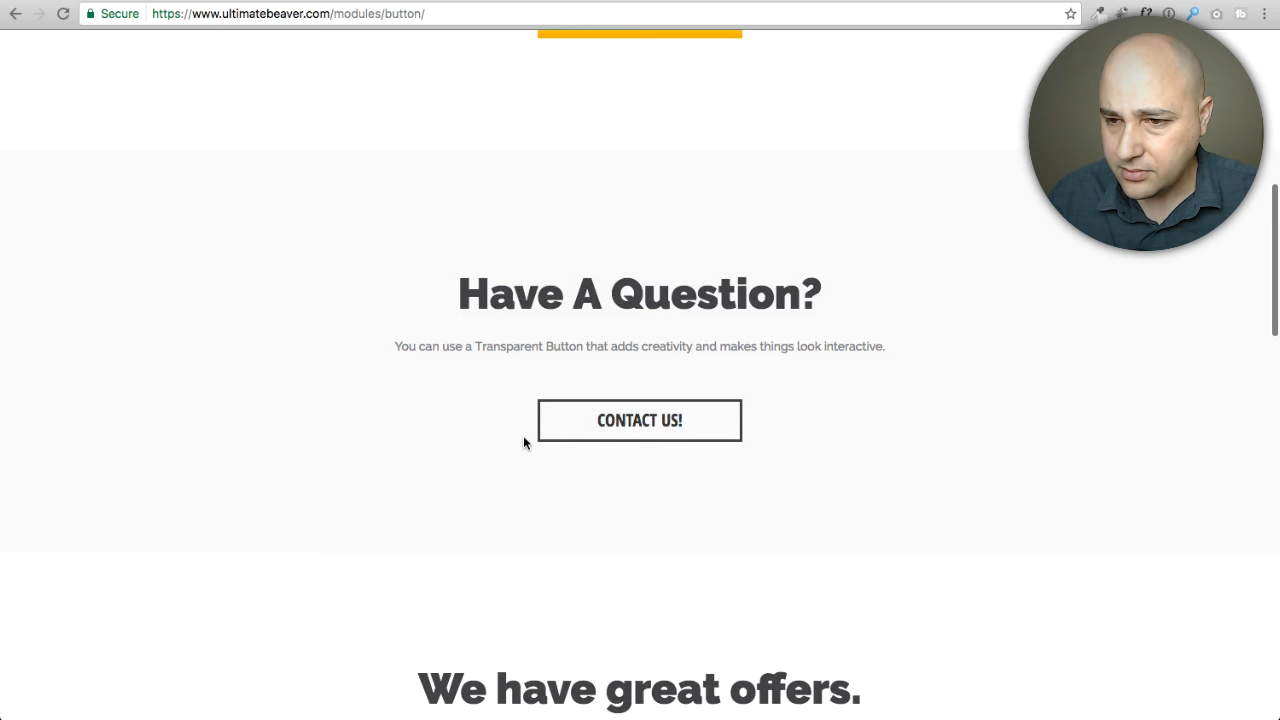 Secure
https://www.ultimatebeaver.com/modules/button/
f?
Have A Question?
You can use a Transparent Button that adds creativity and makes things look interactive.
CONTACT US!
We have great offers.